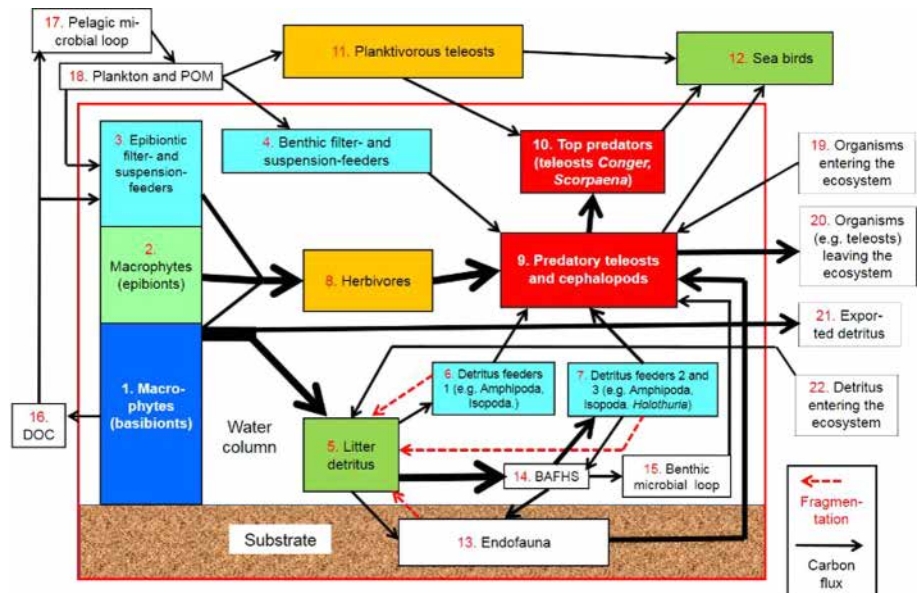 17. Pelagic mi-
crobial loop
18. Plankton and POM
11. Planktivorous teleosts
12. Sea birds
3. Epibiontic
filter- and
suspension-
feeders
4. Benthic filter- and
suspension-feeders
10. Top predators
(teleosts Conger,
Scorpaena)
19. Organisms
entering the
ecosystem
2.
Macrophytes
(epibionts)
8. Herbivores
9. Predatory teleosts
and cephalopods
20. Organisms
(e.g. teleosts)
leaving the
ecosystem
21. Expor-
ted detritus
1. Macro-
phytes
(basibionts)
6.
Detritus feeders
1 (e.g. Amphipoda,
Isopoda.)
7.
Detritus feeders 2 and
3 (e.g. Amphipoda,
Isopoda, Holothuria)
22. Detritus
entering the
ecosystem
16.
DOC
Water
column
5. Litter
detritus
14. BAFHS
15. Benthic
microbial loop
Substrate
13. Endofauna
Fragmen-
tation
Carbon
flux